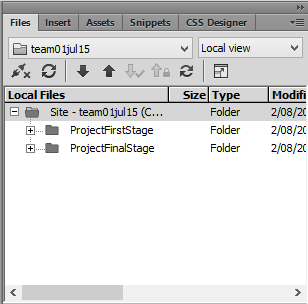 Files Insert Assets Snippets CSS Designer
team01jul15 Local view
Local Files Size Type Modifi
Site - team01jul15 (C... Folder 2/08/20
ProjectFirstStage Folder 2/08/20
ProjectFinalStage Folder 2/08/20